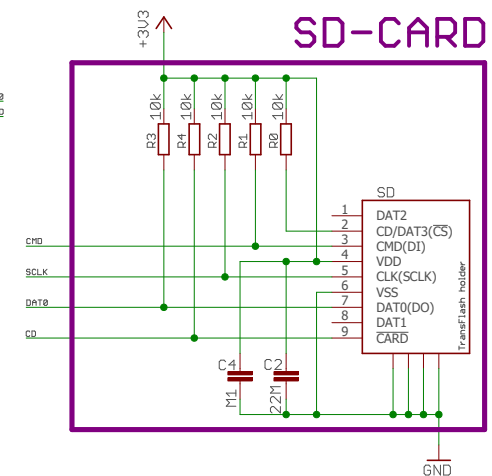 +3V3
SD-CARD
10k
10k
10k
10k
10k
R3
R4
R2
R1
R0
SD
1 DAT2
2 CD/DAT3(CS)
CMD 3 CMD(DI)
4 VDD
SCLK 5 CLK(SCLK)
6 VSS
DAT0 7 DAT0(DO)
8 DAT1
CD 9 CARD
TransFlash holder
C4
C2
M1
22M
GND